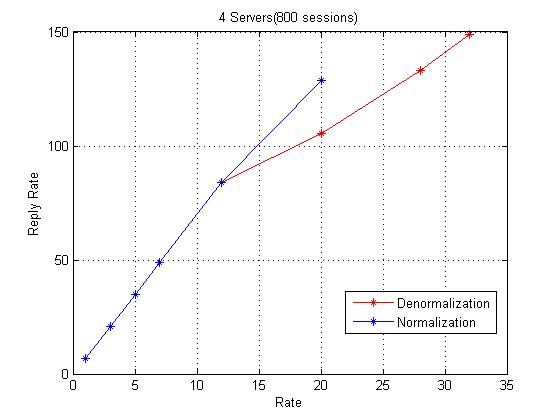 4 Servers(800 sessions)
150
100
50
0
Reply Rate
Denormalization
Normalization
0 5 10 15 20 25 30 35
Rate